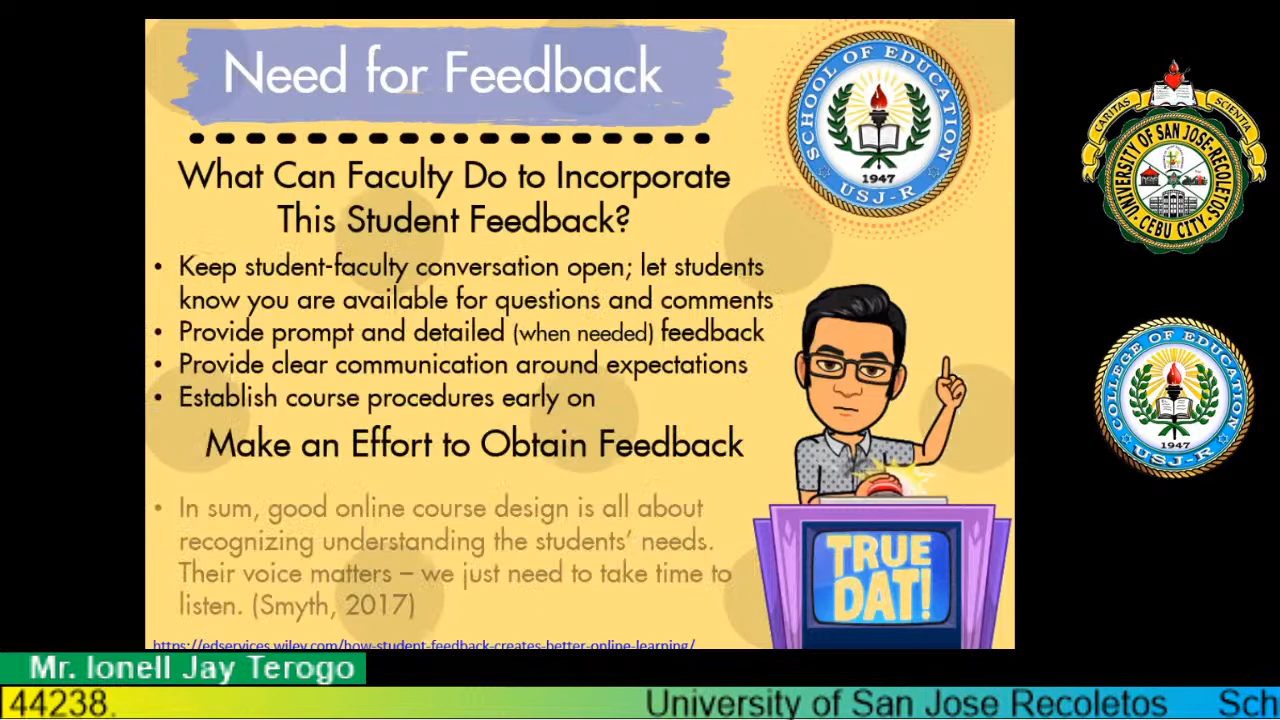 Need for Feedback
What Can Faculty Do to Incorporate
This Student Feedback?
• Keep student-faculty conversation open; let students
know you are available for questions and comments
• Provide prompt and detailed (when needed) feedback
• Provide clear communication around expectations
• Establish course procedures early on
Make an Effort to Obtain Feedback
• In sum, good online course design is all about
recognizing understanding the students’ needs.
Their voice matters – we just need to take time to
listen. (Smyth, 2017)
https://edservices.wiley.com/how-student-feedback-creates-better-online-learning/
SCHOOL OF EDUCATION
1947
USJ-R
TRUE
DAT!
CARITAS SCIENTIA
UNIVERSITY OF SAN JOSE-RECOLETOS
CEBU CITY
COLLEGE OF EDUCATION
1947
USJ-R
Mr. Ionell Jay Terogo
44238. University of San Jose Recoletos Sch